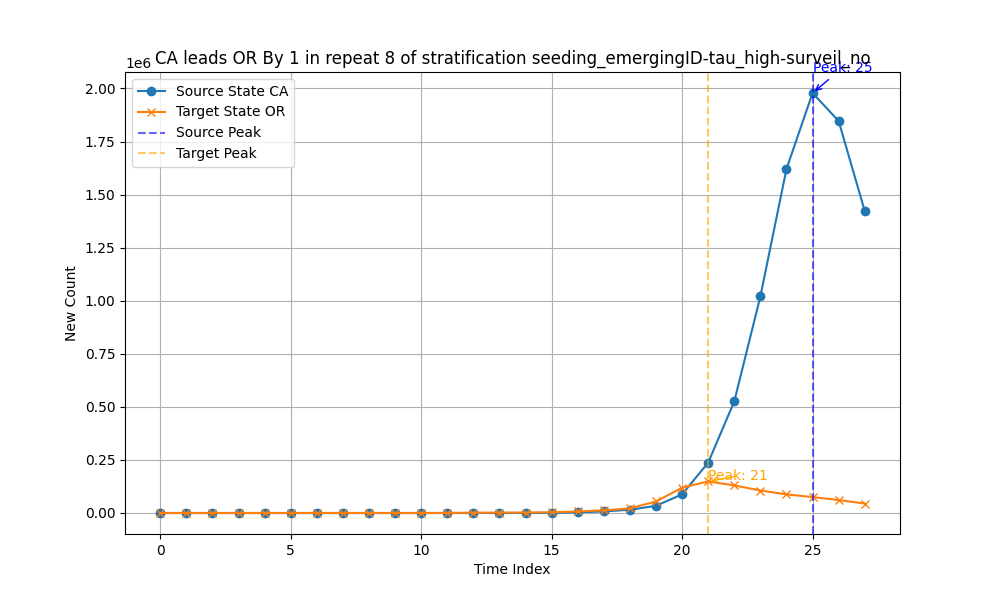 CA leads OR By 1 in repeat 8 of stratification seeding_emergingID-tau_high-surveil_no
1e6
Peak: 25
Source State CA
Target State OR
Source Peak
Target Peak
2.00
1.75
1.50
1.25
1.00
0.75
0.50
0.25
0.00
New Count
Peak: 21
0
5
10
15
20
25
Time Index